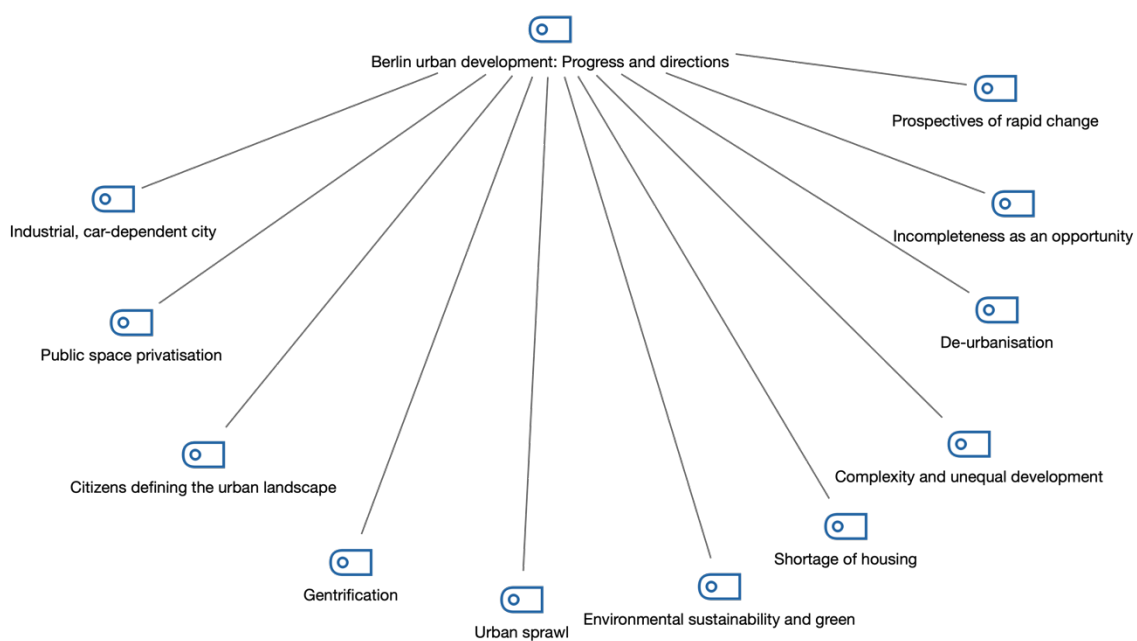 Berlin urban development: Progress and directions
Prospectives of rapid change
Industrial, car-dependent city
Incompleteness as an opportunity
Public space privatisation
De-urbanisation
Citizens defining the urban landscape
Complexity and unequal development
Shortage of housing
Gentrification
Environmental sustainability and green
Urban sprawl